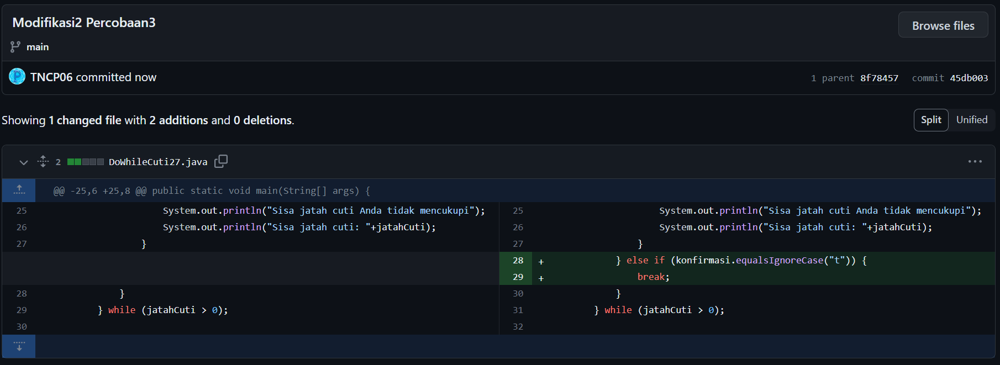 Modifikasi2 Percobaan3
Browse files
main
TNCP06 committed now
1 parent 8f78457 commit 45db003
Showing 1 changed file with 2 additions and 0 deletions.
Split Unified
2 DoWhileCuti27.java
@@ -25,6 +25,8 @@ public static void main(String[] args) {
25 System.out.println("Sisa jatah cuti Anda tidak mencukupi");
26 System.out.println("Sisa jatah cuti: "+jatahCuti);
27 }
28 }
29 } while (jatahCuti > 0);
30
25 System.out.println("Sisa jatah cuti Anda tidak mencukupi");
26 System.out.println("Sisa jatah cuti: "+jatahCuti);
27 }
28 + } else if (konfirmasi.equalsIgnoreCase("t")) {
29 + break;
30 }
31 } while (jatahCuti > 0);
32